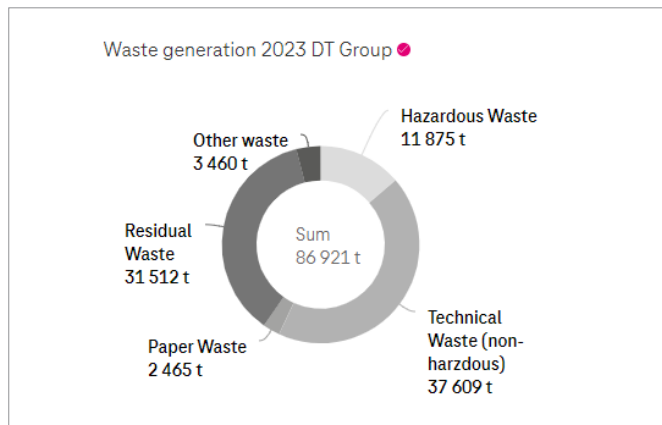 Waste generation 2023 DT Group
Hazardous Waste
11 875 t
Other waste
3 460 t
Residual
Waste
31 512 t
Sum
86 921 t
Technical
Waste (non-
harzdous)
37 609 t
Paper Waste
2 465 t